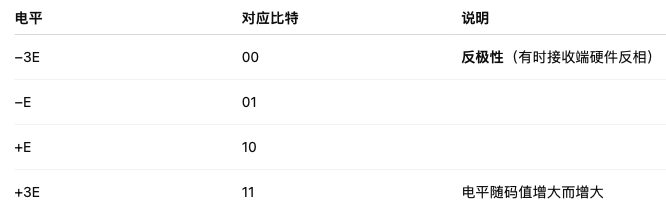 电平 对应比特 说明
−3E 00 反极性（有时接收端硬件反相）
−E 01
+E 10
+3E 11 电平随码值增大而增大